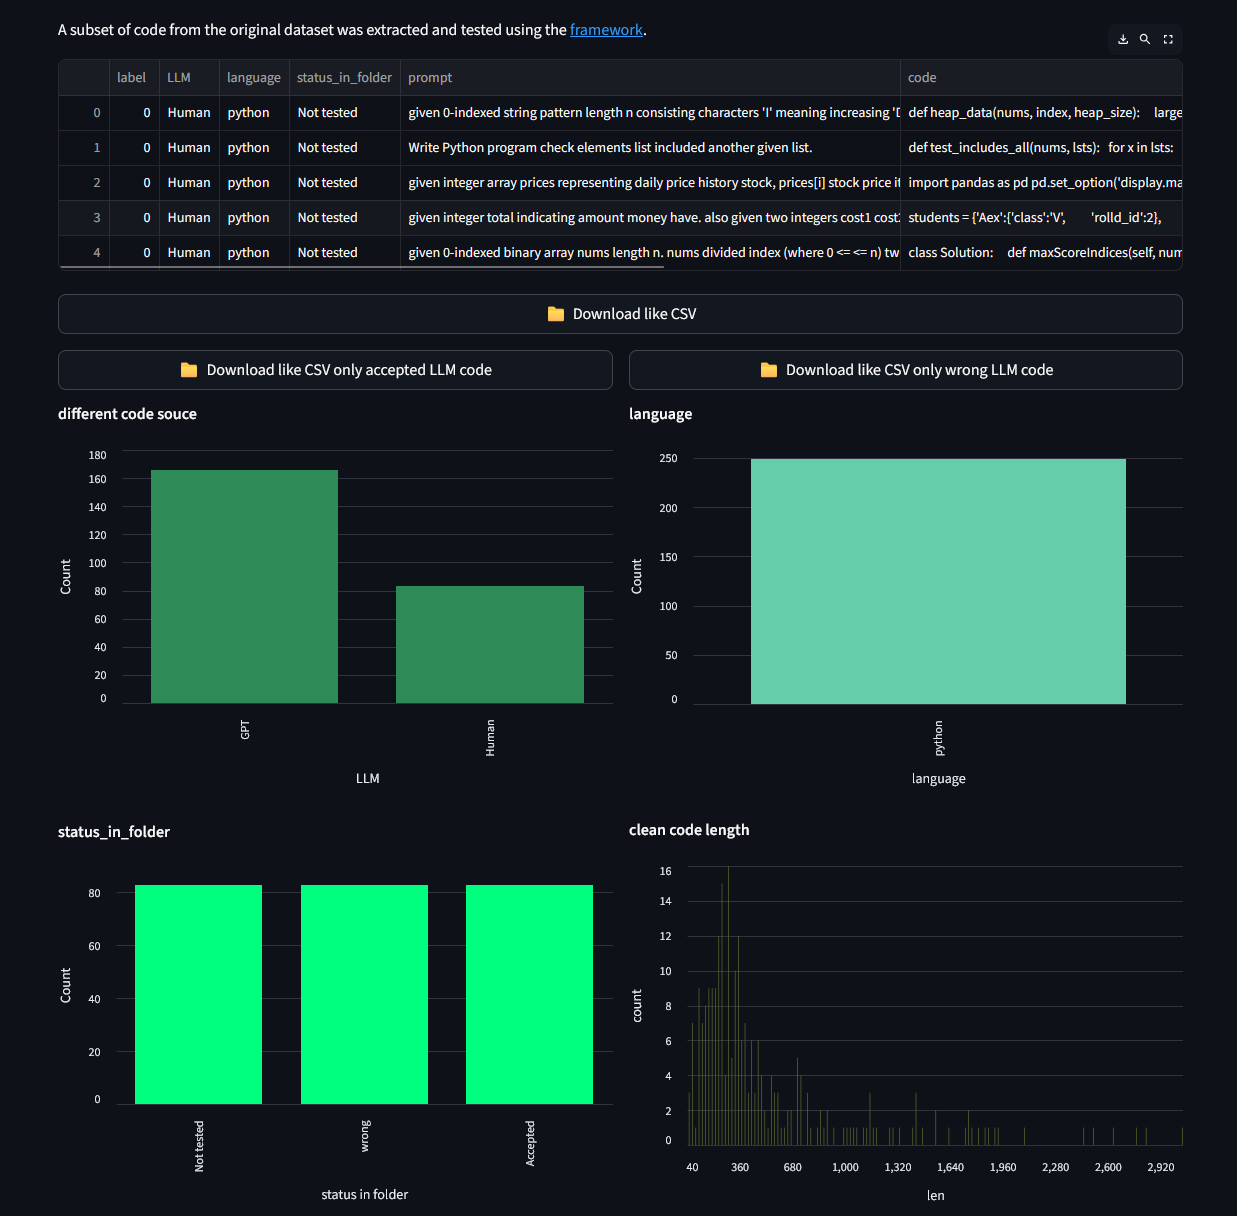 A subset of code from the original dataset was extracted and tested using the framework.
label LLM language status_in_folder prompt code
0 0 Human python Not tested given 0-indexed string pattern length n consisting characters 'I' meaning increasing 'D def heap_data(nums, index, heap_size): large
1 0 Human python Not tested Write Python program check elements list included another given list. def test_includes_all(nums, lsts): for x in lsts:
2 0 Human python Not tested given integer array prices representing daily price history stock, prices[i] stock price it import pandas as pd pd.set_option('display.ma
3 0 Human python Not tested given integer total indicating amount money have. also given two integers cost1 cost2 students = {'Aex':{'class':'V', 'rolld_id':2},
4 0 Human python Not tested given 0-indexed binary array nums length n. nums divided index (where 0 <= <= n) tw class Solution: def maxScoreIndices(self, num
Download like CSV
Download like CSV only accepted LLM code
Download like CSV only wrong LLM code
different code souce
180
160
140
120
100
80
60
40
20
0
Count
GPT
Human
LLM
language
250
200
150
100
50
0
Count
python
language
status_in_folder
80
60
40
20
0
Count
Not tested
wrong
Accepted
status in folder
clean code length
16
14
12
10
8
6
4
2
0
count
40 360 680 1,000 1,320 1,640 1,960 2,280 2,600 2,920
len